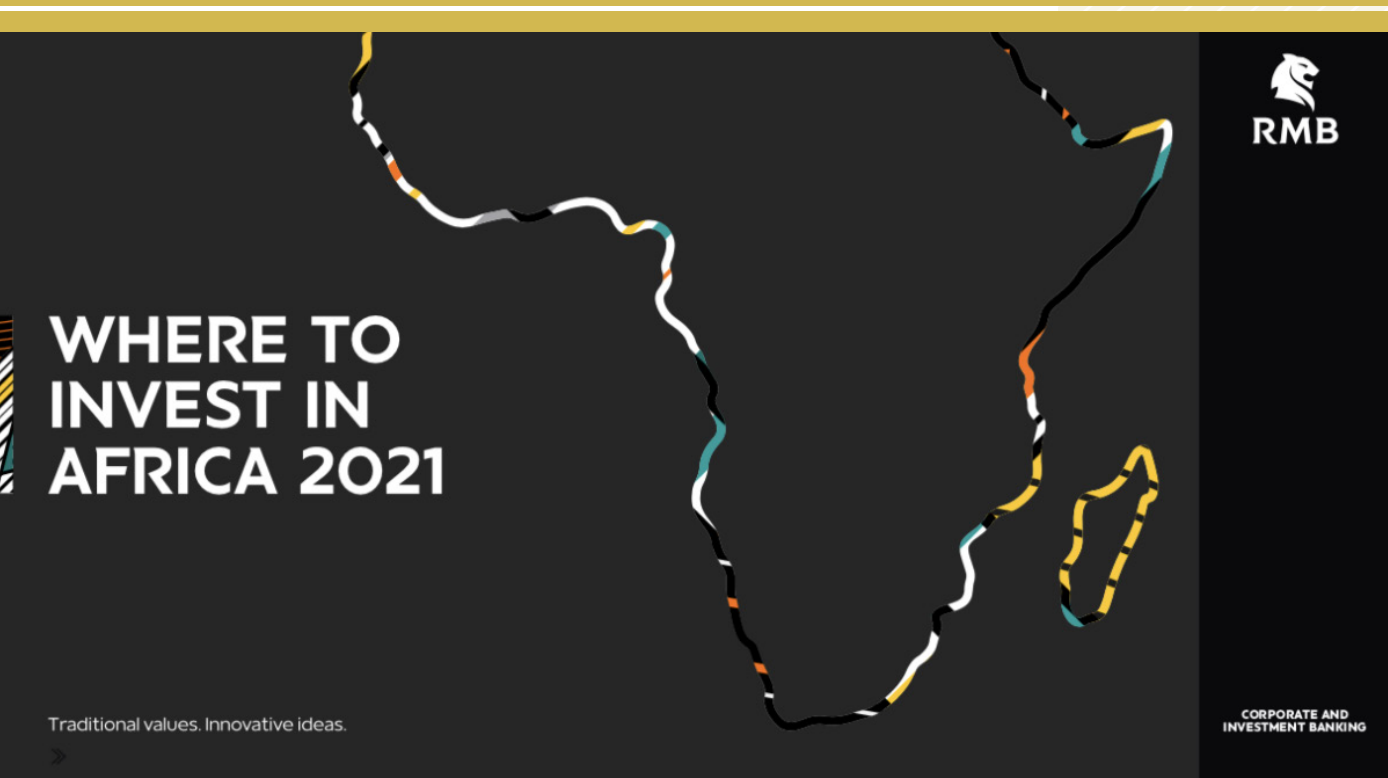 RMB
WHERE TO
INVEST IN
AFRICA 2021
Traditional values. Innovative ideas.
CORPORATE AND
INVESTMENT BANKING